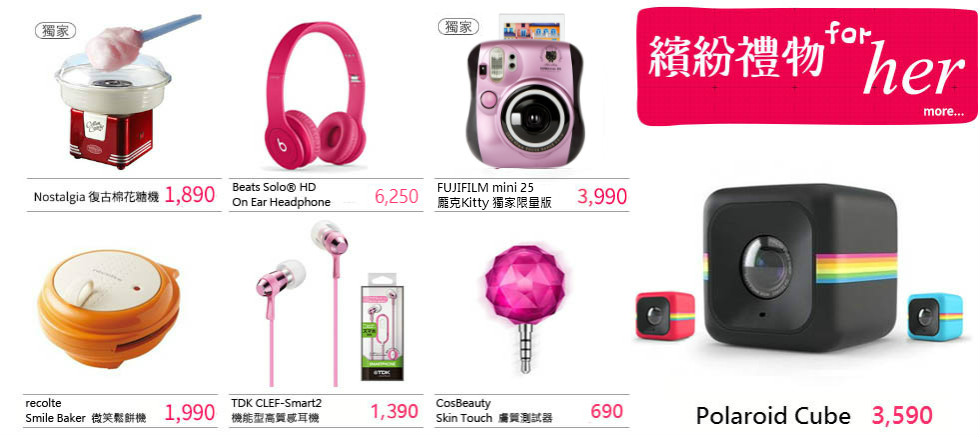 獨家
獨家
繽紛禮物 for her
more...
Nostalgia 復古棉花糖機 1,890
Beats Solo® HD
On Ear Headphone 6,250
FUJIFILM mini 25
龐克Kitty 獨家限量版 3,990
recolte
Smile Baker 微笑鬆餅機 1,990
TDK CLEF-Smart2
機能型高質感耳機 1,390
CosBeauty
Skin Touch 膚質測試器 690
Polaroid Cube 3,590
b
TDK